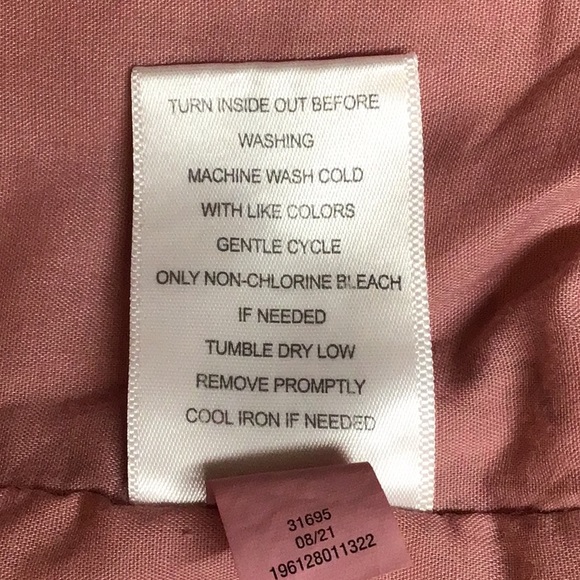 TURN INSIDE OUT BEFORE
WASHING
MACHINE WASH COLD
WITH LIKE COLORS
GENTLE CYCLE
ONLY NON-CHLORINE BLEACH
IF NEEDED
TUMBLE DRY LOW
REMOVE PROMPTLY
COOL IRON IF NEEDED
31695
08/21
196128011322